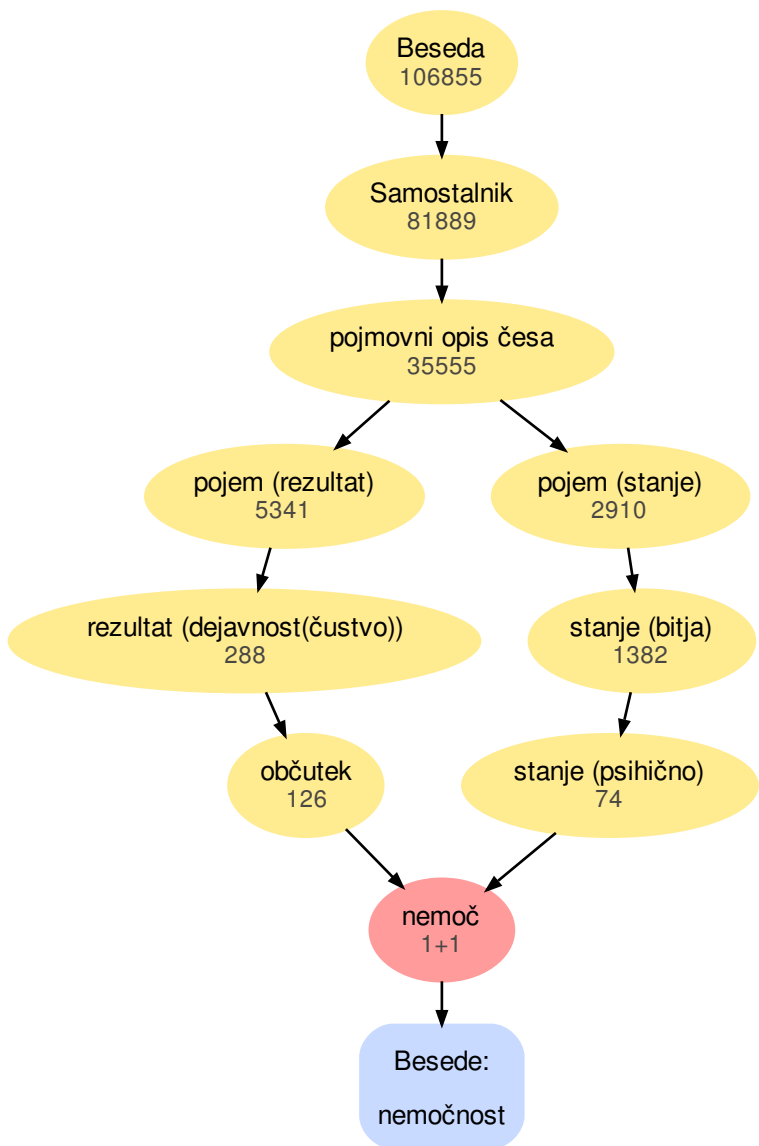 Beseda
106855
Samostalnik
81889
pojmovni opis česa
35555
pojem (rezultat)
5341
pojem (stanje)
2910
rezultat (dejavnost(čustvo))
288
stanje (bitja)
1382
občutek
126
stanje (psihično)
74
nemoč
1+1
Besede:
nemočnost